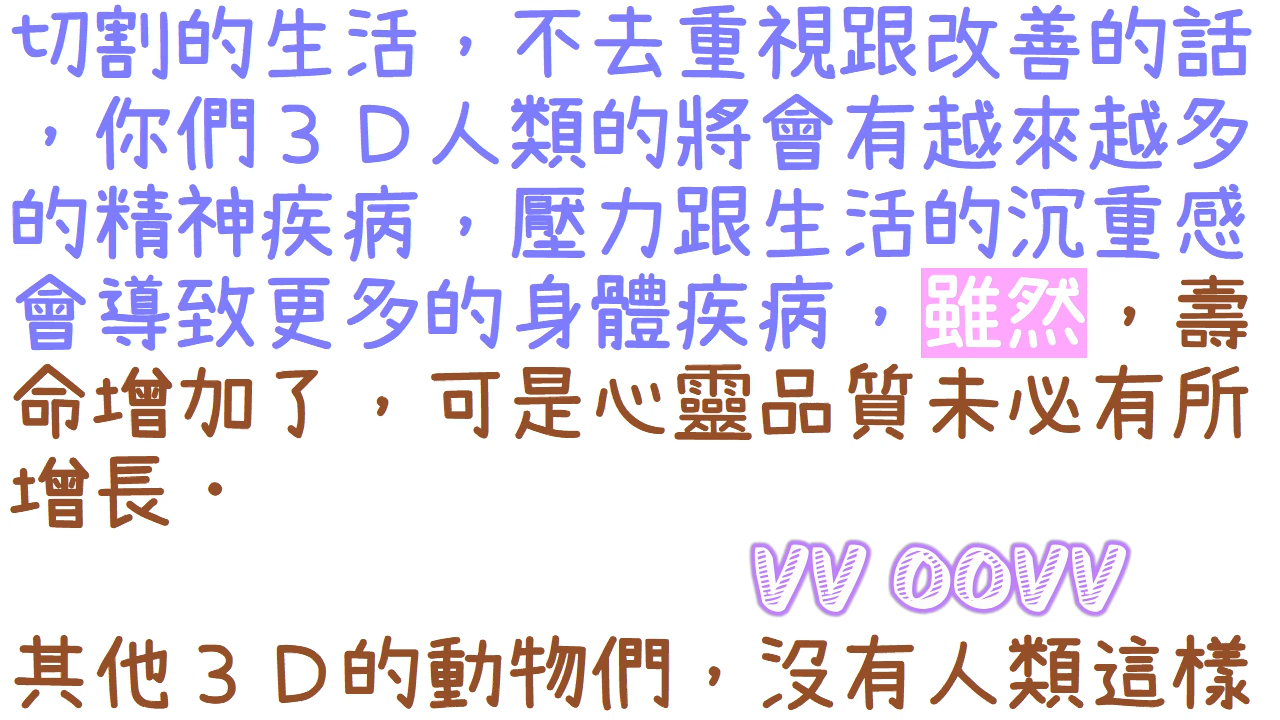 切割的生活，不去重視跟改善的話
，你們３Ｄ人類的將會有越來越多
的精神疾病，壓力跟生活的沉重感
會導致更多的身體疾病，雖然，壽
命增加了，可是心靈品質未必有所
增長．
VV OOVV
其他３Ｄ的動物們，沒有人類這樣